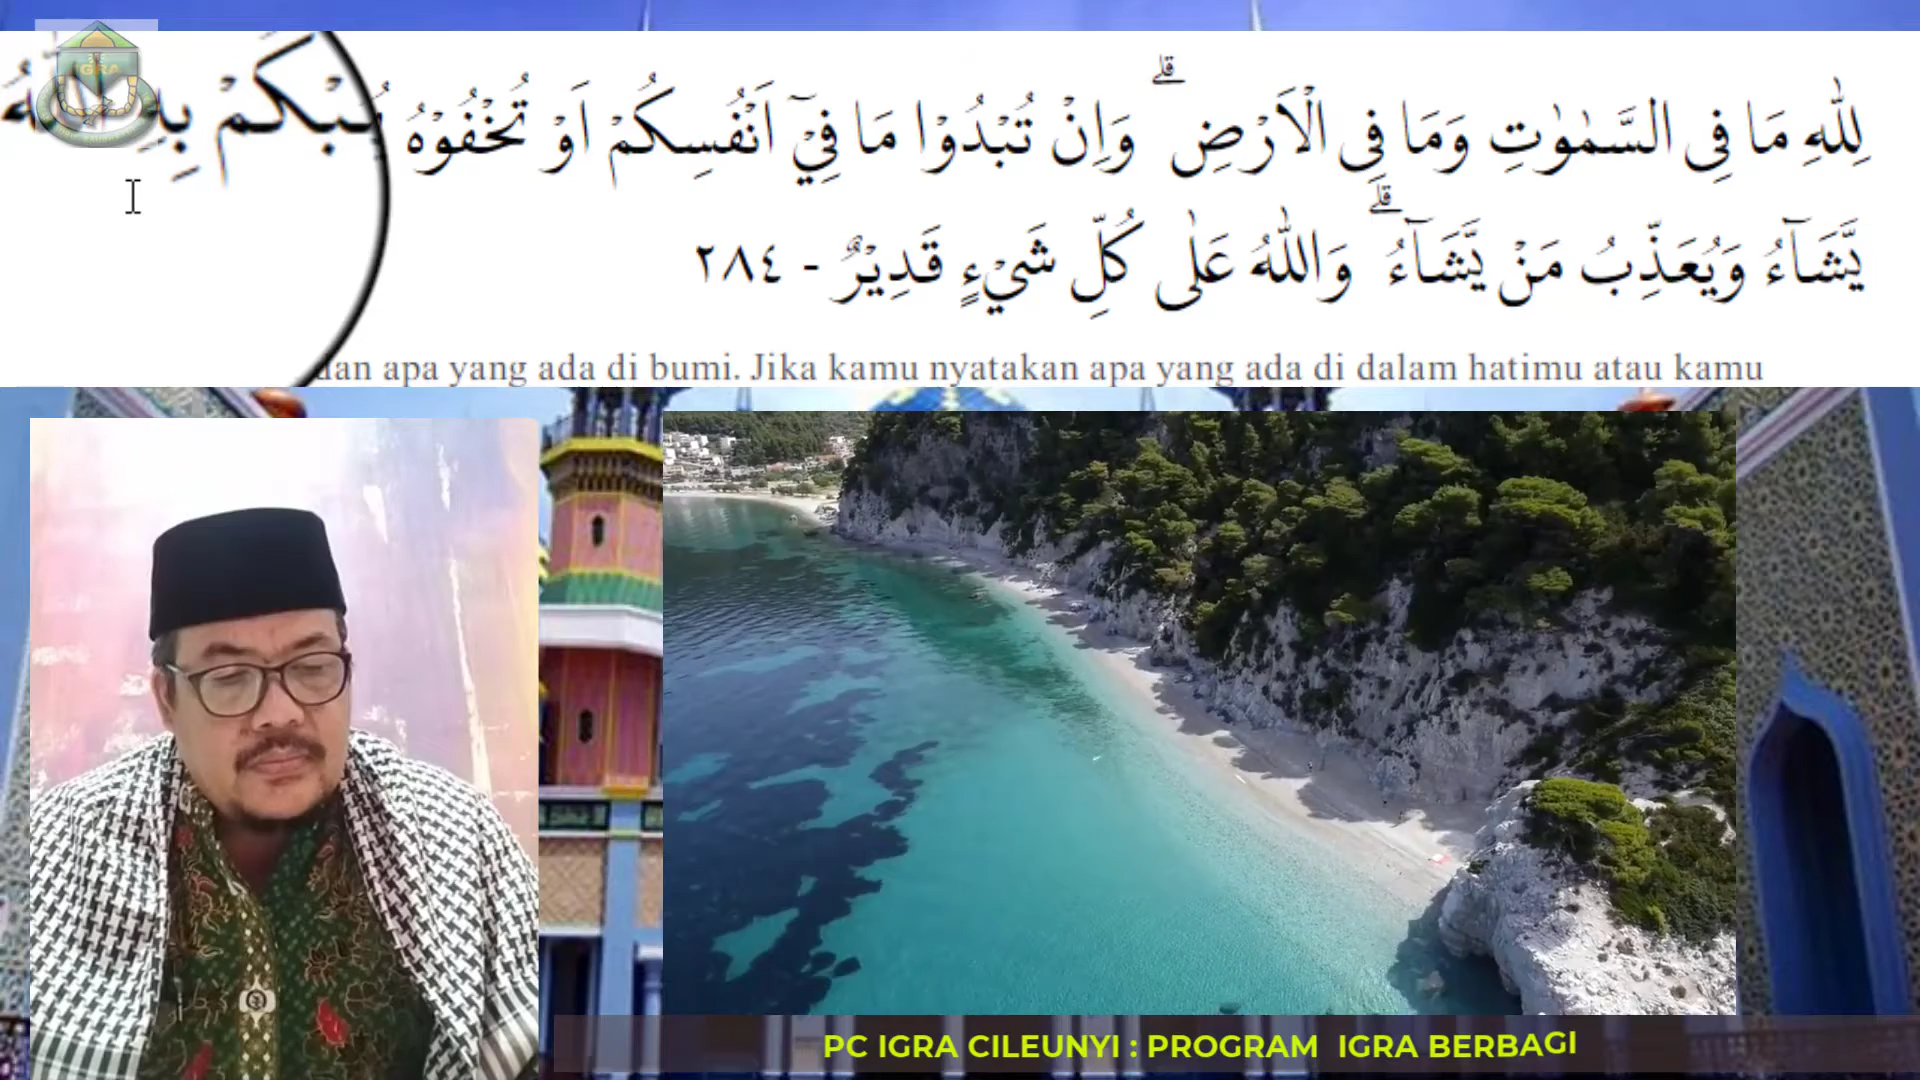 لِلّٰهِ مَا فِى السَّمٰوٰتِ وَمَا فِى الْاَرْضِ ۗ وَاِنْ تُبْدُوْا مَا فِيْٓ اَنْفُسِكُمْ اَوْ تُخْفُوْهُ
يَّشَاۤءُ وَيُعَذِّبُ مَنْ يَّشَاۤءُ ۗ وَاللّٰهُ عَلٰى كُلِّ شَيْءٍ قَدِيْرٌ - ٢٨٤
dan apa yang ada di bumi. Jika kamu nyatakan apa yang ada di dalam hatimu atau kamu
IGRA
PC IGRA CILEUNYI : PROGRAM IGRA BERBAGI